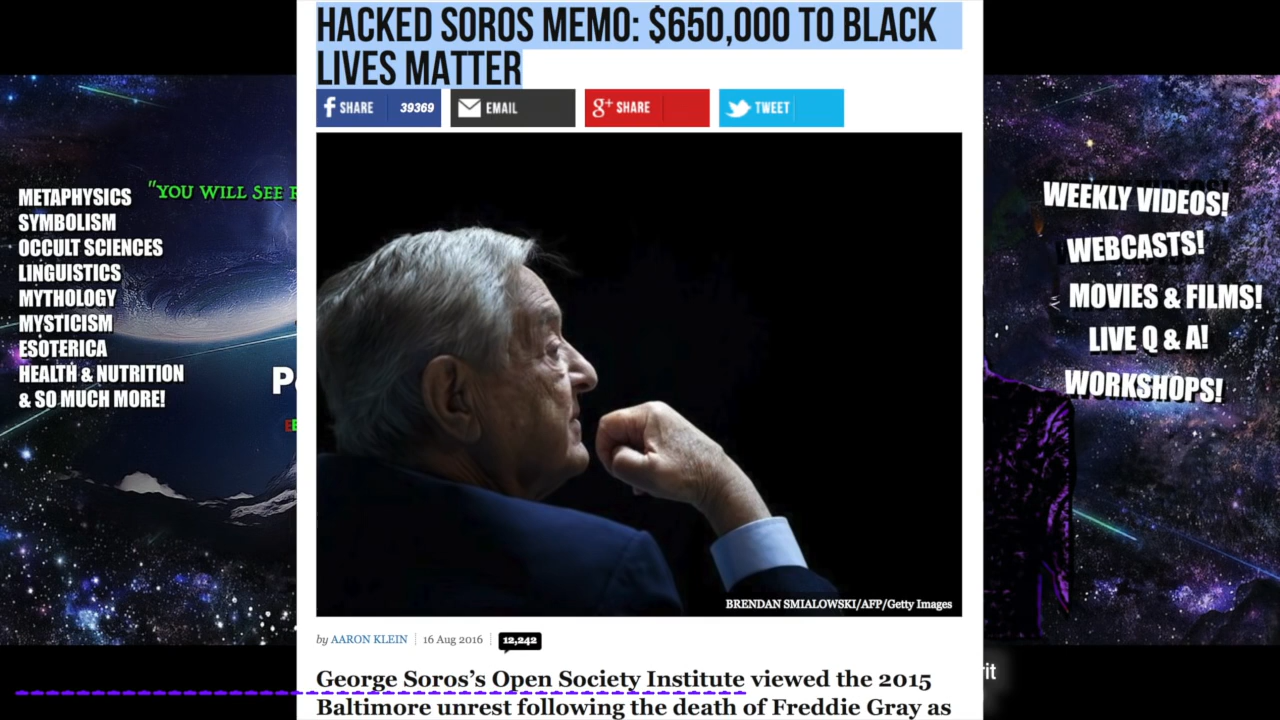 HACKED SOROS MEMO: $650,000 TO BLACK
LIVES MATTER
f SHARE 39369
EMAIL
g+ SHARE
TWEET
METAPHYSICS
SYMBOLISM
OCCULT SCIENCES
LINGUISTICS
MYTHOLOGY
MYSTICISM
ESOTERICA
HEALTH & NUTRITION
& SO MUCH MORE!
"YOU WILL SEE
WEEKLY VIDEOS!
WEBCASTS!
MOVIES & FILMS!
LIVE Q & A!
WORKSHOPS!
BRENDAN SMIALOWSKI/AFP/Getty Images
by AARON KLEIN 16 Aug 2016 12,242
George Soros's Open Society Institute viewed the 2015
Baltimore unrest following the death of Freddie Gray as